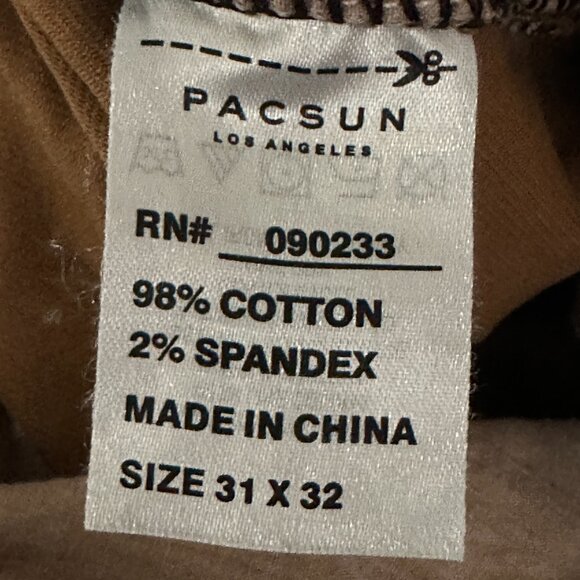 PACSUN
LOS ANGELES
RN# 090233
98% COTTON
2% SPANDEX
MADE IN CHINA
SIZE 31 X 32